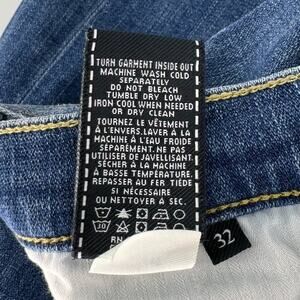 TURN GARMENT INSIDE OUT
MACHINE WASH COLD
SEPARATELY
DO NOT BLEACH
TUMBLE DRY LOW
IRON COOL WHEN NEEDED
OR DRY CLEAN
TOURNEZ LE VÊTEMENT
À L'ENVERS.LAVER À LA
MACHINE À L'EAU FROIDE
SÉPARÉMENT.NE PAS
UTILISER DE JAVELLISANT.
SÉCHER À LA MACHINE
À BASSE TEMPÉRATURE.
REPASSER AU FER TIÈDE
SI NÉCESSAIRE
OU NETTOYER À SEC.
30
RN
32